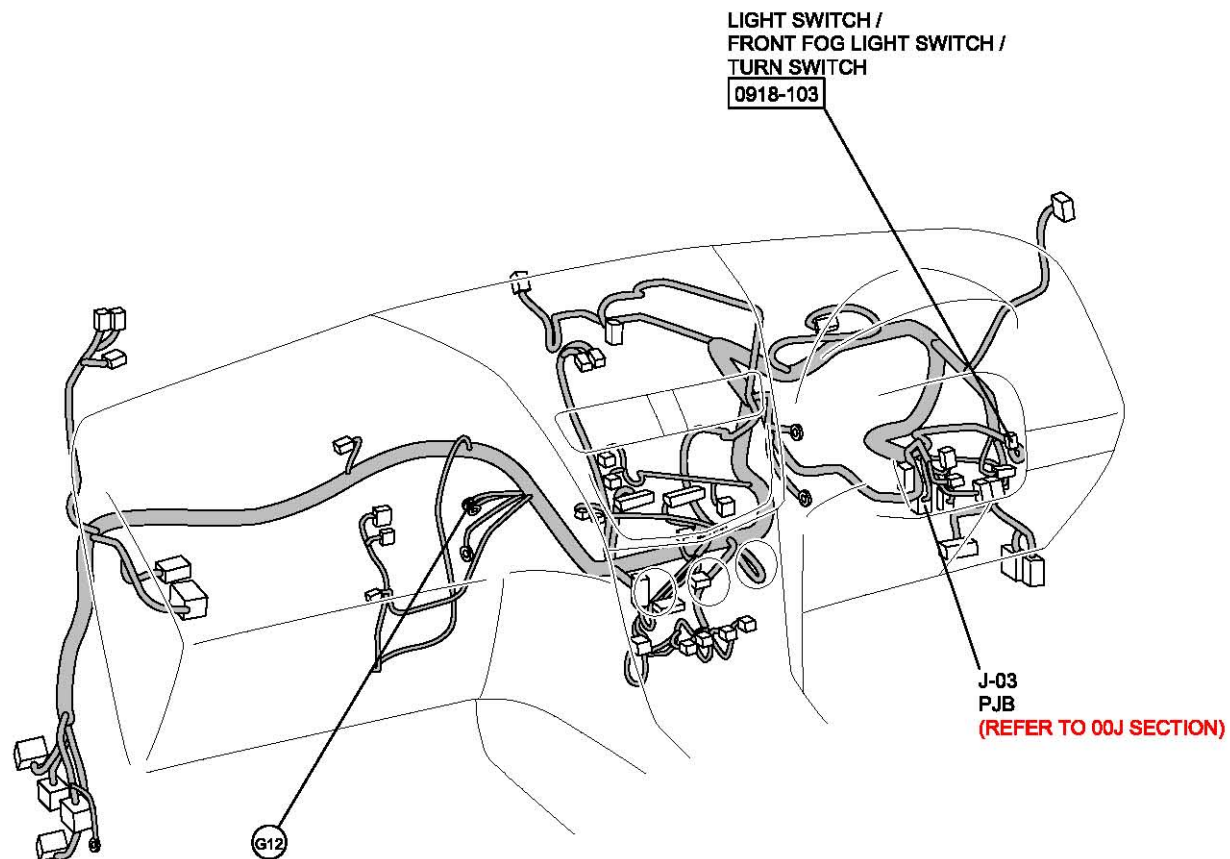 LIGHT SWITCH /
FRONT FOG LIGHT SWITCH /
TURN SWITCH
0918-103
J-03
PJB
(REFER TO 00J SECTION)
G12